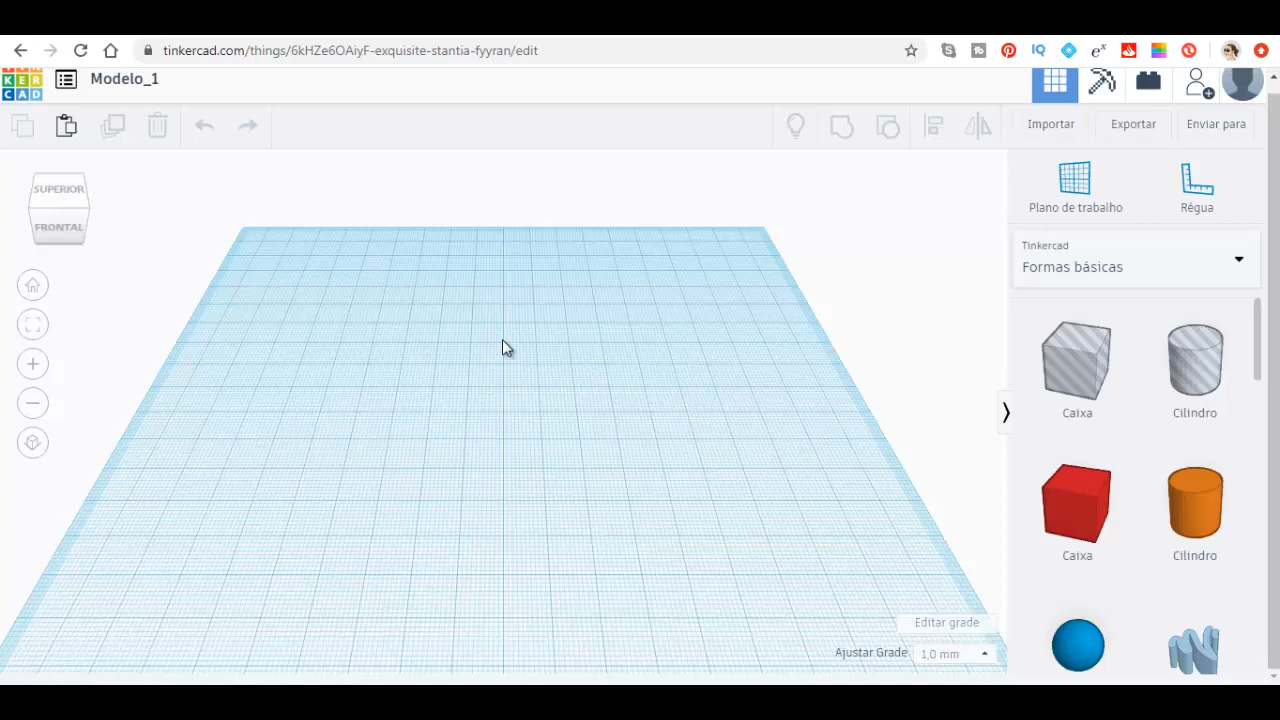 tinkercad.com/things/6kHZe6OAiyF-exquisite-stantia-fyyran/edit
IQ
e^x
KER
CAD
Modelo_1
Importar
Exportar
Enviar para
SUPERIOR
FRONTAL
Plano de trabalho
Régua
Tinkercad
Formas básicas
Caixa
Cilindro
Caixa
Cilindro
Editar grade
Ajustar Grade
1,0 mm